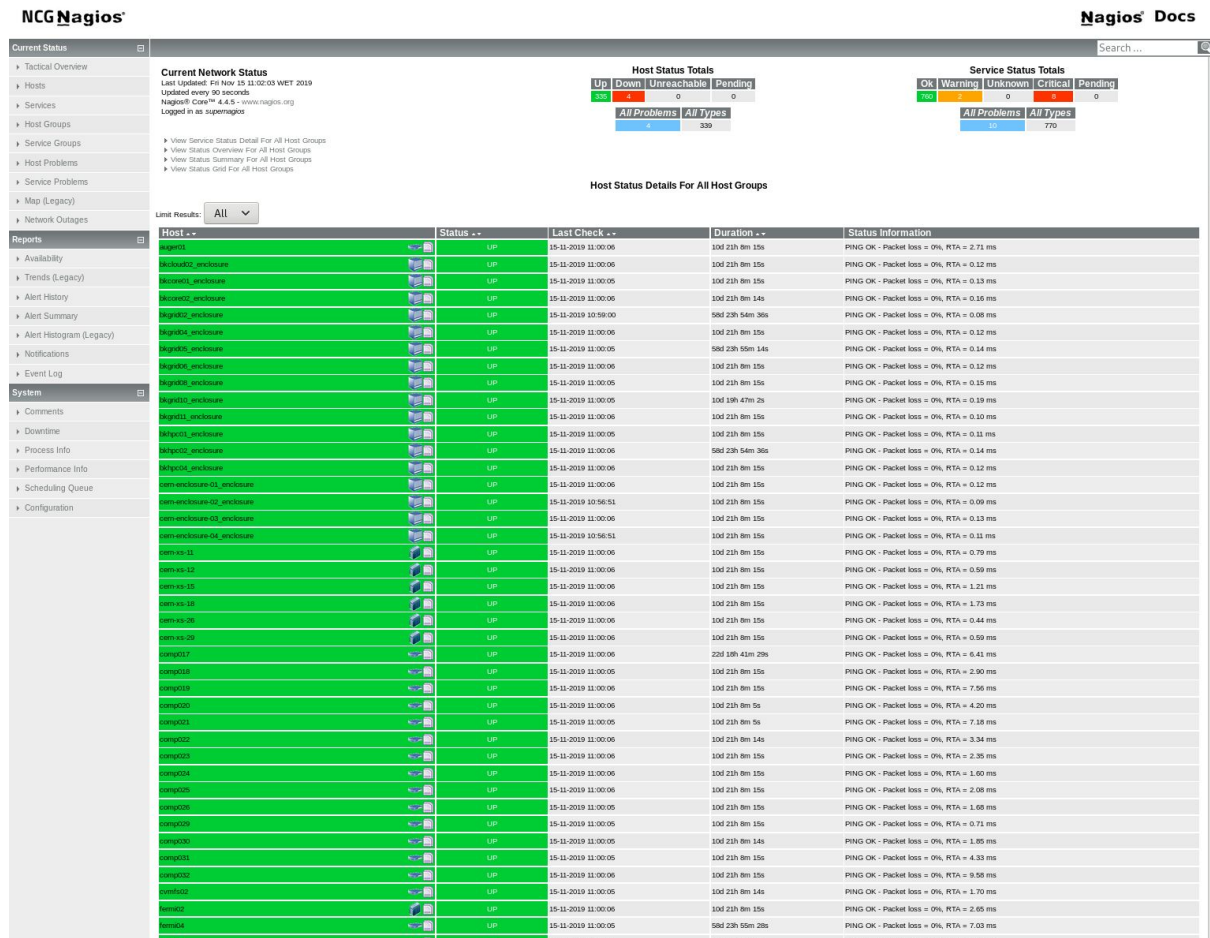 NCG Nagios®
Nagios® Docs
Current Status
Tactical Overview
Hosts
Services
Host Groups
Service Groups
Host Problems
Service Problems
Map (Legacy)
Network Outages
Reports
Availability
Trends (Legacy)
Alert History
Alert Summary
Alert Histogram (Legacy)
Notifications
Event Log
System
Comments
Downtime
Process Info
Performance Info
Scheduling Queue
Configuration
Search ...
Current Network Status
Last Updated: Fri Nov 15 11:02:03 WET 2019
Updated every 90 seconds
Nagios® Core™ 4.4.5 - www.nagios.org
Logged in as supernagios
View Service Status Detail For All Host Groups
View Status Overview For All Host Groups
View Status Summary For All Host Groups
View Status Grid For All Host Groups
Host Status Totals
Up Down Unreachable Pending
335 4 0 0
All Problems All Types
4 339
Service Status Totals
Ok Warning Unknown Critical Pending
760 2 0 8 0
All Problems All Types
10 770
Host Status Details For All Host Groups
Limit Results: All
Host Status Last Check Duration Status Information
auger01 UP 15-11-2019 11:00:06 10d 21h 8m 15s PING OK - Packet loss = 0%, RTA = 2.71 ms
bkcloud02_enclosure UP 15-11-2019 11:00:06 10d 21h 8m 15s PING OK - Packet loss = 0%, RTA = 0.12 ms
bkcore01_enclosure UP 15-11-2019 11:00:05 10d 21h 8m 15s PING OK - Packet loss = 0%, RTA = 0.13 ms
bkcore02_enclosure UP 15-11-2019 11:00:06 10d 21h 8m 14s PING OK - Packet loss = 0%, RTA = 0.16 ms
bkgrid02_enclosure UP 15-11-2019 10:59:00 58d 23h 54m 36s PING OK - Packet loss = 0%, RTA = 0.08 ms
bkgrid04_enclosure UP 15-11-2019 11:00:06 10d 21h 8m 15s PING OK - Packet loss = 0%, RTA = 0.12 ms
bkgrid05_enclosure UP 15-11-2019 11:00:05 58d 23h 55m 14s PING OK - Packet loss = 0%, RTA = 0.14 ms
bkgrid06_enclosure UP 15-11-2019 11:00:06 10d 21h 8m 15s PING OK - Packet loss = 0%, RTA = 0.12 ms
bkgrid08_enclosure UP 15-11-2019 11:00:05 10d 21h 8m 15s PING OK - Packet loss = 0%, RTA = 0.15 ms
bkgrid10_enclosure UP 15-11-2019 11:00:05 10d 19h 47m 2s PING OK - Packet loss = 0%, RTA = 0.19 ms
bkgrid11_enclosure UP 15-11-2019 11:00:06 10d 21h 8m 15s PING OK - Packet loss = 0%, RTA = 0.10 ms
bkhpc01_enclosure UP 15-11-2019 11:00:05 10d 21h 8m 15s PING OK - Packet loss = 0%, RTA = 0.11 ms
bkhpc02_enclosure UP 15-11-2019 11:00:06 58d 23h 54m 36s PING OK - Packet loss = 0%, RTA = 0.14 ms
bkhpc04_enclosure UP 15-11-2019 11:00:06 10d 21h 8m 15s PING OK - Packet loss = 0%, RTA = 0.12 ms
cern-enclosure-01_enclosure UP 15-11-2019 11:00:06 10d 21h 8m 15s PING OK - Packet loss = 0%, RTA = 0.12 ms
cern-enclosure-02_enclosure UP 15-11-2019 10:56:51 10d 21h 8m 15s PING OK - Packet loss = 0%, RTA = 0.09 ms
cern-enclosure-03_enclosure UP 15-11-2019 11:00:06 10d 21h 8m 15s PING OK - Packet loss = 0%, RTA = 0.13 ms
cern-enclosure-04_enclosure UP 15-11-2019 10:56:51 10d 21h 8m 15s PING OK - Packet loss = 0%, RTA = 0.11 ms
cern-xs-11 UP 15-11-2019 11:00:06 10d 21h 8m 15s PING OK - Packet loss = 0%, RTA = 0.79 ms
cern-xs-12 UP 15-11-2019 11:00:06 10d 21h 8m 15s PING OK - Packet loss = 0%, RTA = 0.59 ms
cern-xs-15 UP 15-11-2019 11:00:06 10d 21h 8m 15s PING OK - Packet loss = 0%, RTA = 1.21 ms
cern-xs-18 UP 15-11-2019 11:00:06 10d 21h 8m 15s PING OK - Packet loss = 0%, RTA = 1.73 ms
cern-xs-26 UP 15-11-2019 11:00:06 10d 21h 8m 15s PING OK - Packet loss = 0%, RTA = 0.44 ms
cern-xs-29 UP 15-11-2019 11:00:06 10d 21h 8m 15s PING OK - Packet loss = 0%, RTA = 0.59 ms
comp017 UP 15-11-2019 11:00:06 22d 18h 41m 29s PING OK - Packet loss = 0%, RTA = 6.41 ms
comp018 UP 15-11-2019 11:00:05 10d 21h 8m 15s PING OK - Packet loss = 0%, RTA = 2.90 ms
comp019 UP 15-11-2019 11:00:06 10d 21h 8m 15s PING OK - Packet loss = 0%, RTA = 7.56 ms
comp020 UP 15-11-2019 11:00:06 10d 21h 8m 5s PING OK - Packet loss = 0%, RTA = 4.20 ms
comp021 UP 15-11-2019 11:00:05 10d 21h 8m 5s PING OK - Packet loss = 0%, RTA = 7.18 ms
comp022 UP 15-11-2019 11:00:06 10d 21h 8m 14s PING OK - Packet loss = 0%, RTA = 3.34 ms
comp023 UP 15-11-2019 11:00:06 10d 21h 8m 15s PING OK - Packet loss = 0%, RTA = 2.35 ms
comp024 UP 15-11-2019 11:00:06 10d 21h 8m 15s PING OK - Packet loss = 0%, RTA = 1.60 ms
comp025 UP 15-11-2019 11:00:06 10d 21h 8m 15s PING OK - Packet loss = 0%, RTA = 2.08 ms
comp026 UP 15-11-2019 11:00:05 10d 21h 8m 15s PING OK - Packet loss = 0%, RTA = 1.68 ms
comp029 UP 15-11-2019 11:00:05 10d 21h 8m 15s PING OK - Packet loss = 0%, RTA = 0.71 ms
comp030 UP 15-11-2019 11:00:05 10d 21h 8m 14s PING OK - Packet loss = 0%, RTA = 1.85 ms
comp031 UP 15-11-2019 11:00:05 10d 21h 8m 15s PING OK - Packet loss = 0%, RTA = 4.33 ms
comp032 UP 15-11-2019 11:00:06 10d 21h 8m 15s PING OK - Packet loss = 0%, RTA = 9.58 ms
cvmfs02 UP 15-11-2019 11:00:05 10d 21h 8m 14s PING OK - Packet loss = 0%, RTA = 1.70 ms
fermi02 UP 15-11-2019 11:00:06 10d 21h 8m 15s PING OK - Packet loss = 0%, RTA = 2.65 ms
fermi04 UP 15-11-2019 11:00:05 58d 23h 55m 28s PING OK - Packet loss = 0%, RTA = 7.03 ms